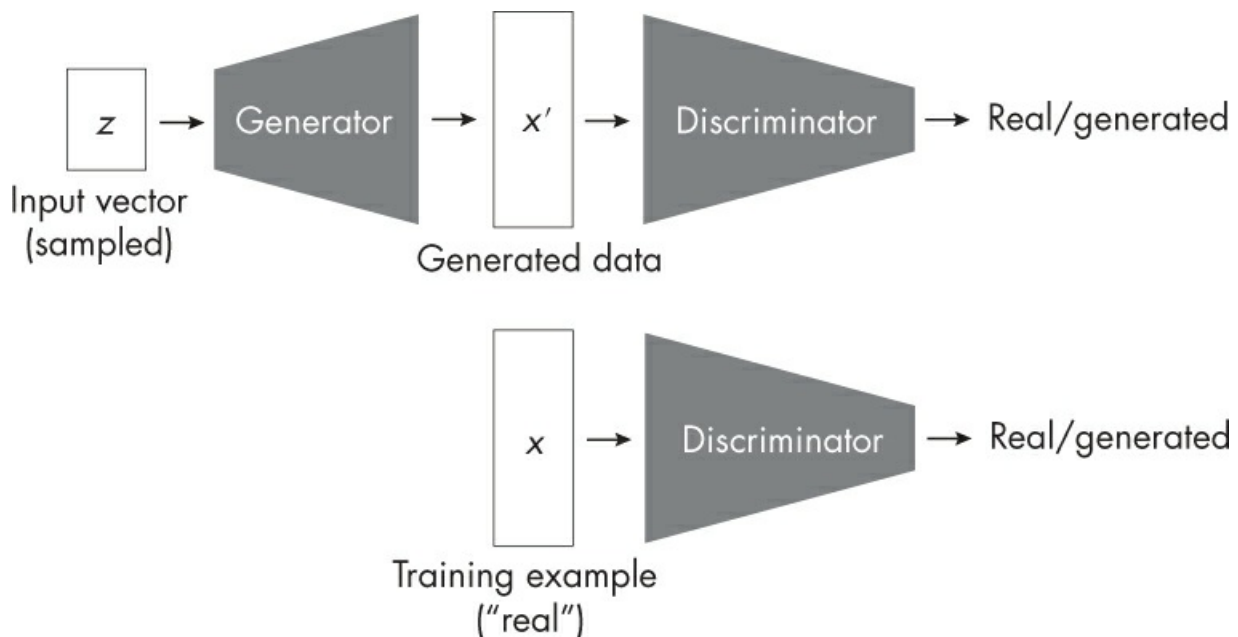 z
Generator
x′
Discriminator
Real/generated
Input vector
(sampled)
Generated data
x
Discriminator
Real/generated
Training example
(“real”)